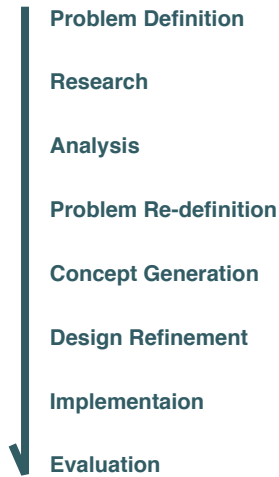 Problem Definition
Research
Analysis
Problem Re-definition
Concept Generation
Design Refinement
Implementaion
Evaluation